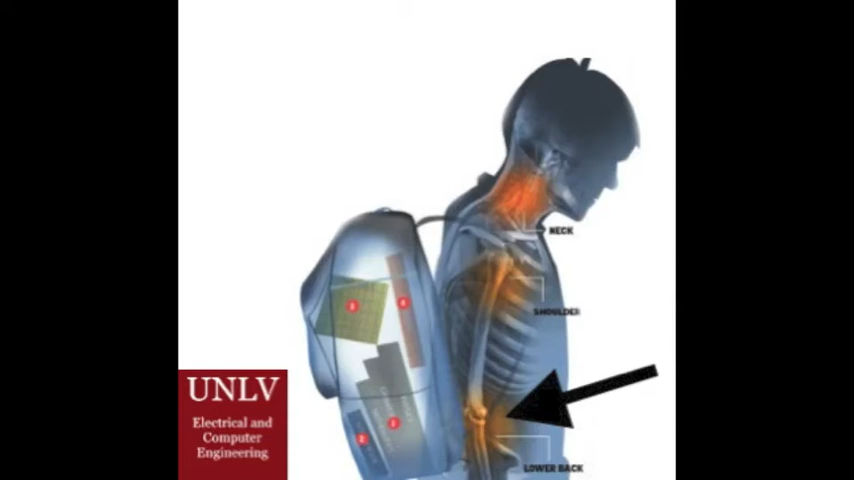 NECK
SHOULDER
LOWER BACK
UNLV
Electrical and
Computer
Engineering